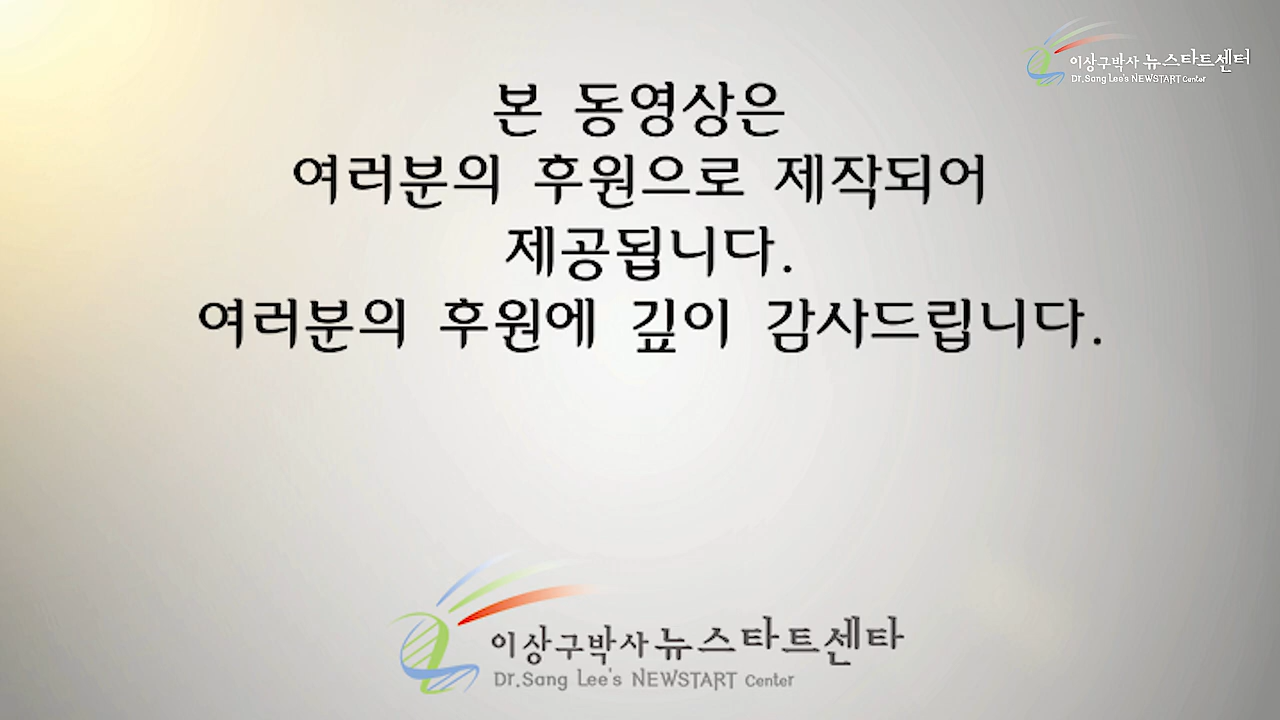 이상구박사 뉴스타트센터
Dr.Sang Lee's NEWSTART Center
본 동영상은
여러분의 후원으로 제작되어
제공됩니다.
여러분의 후원에 깊이 감사드립니다.
이상구박사 뉴스타트센타
Dr.Sang Lee's NEWSTART Center